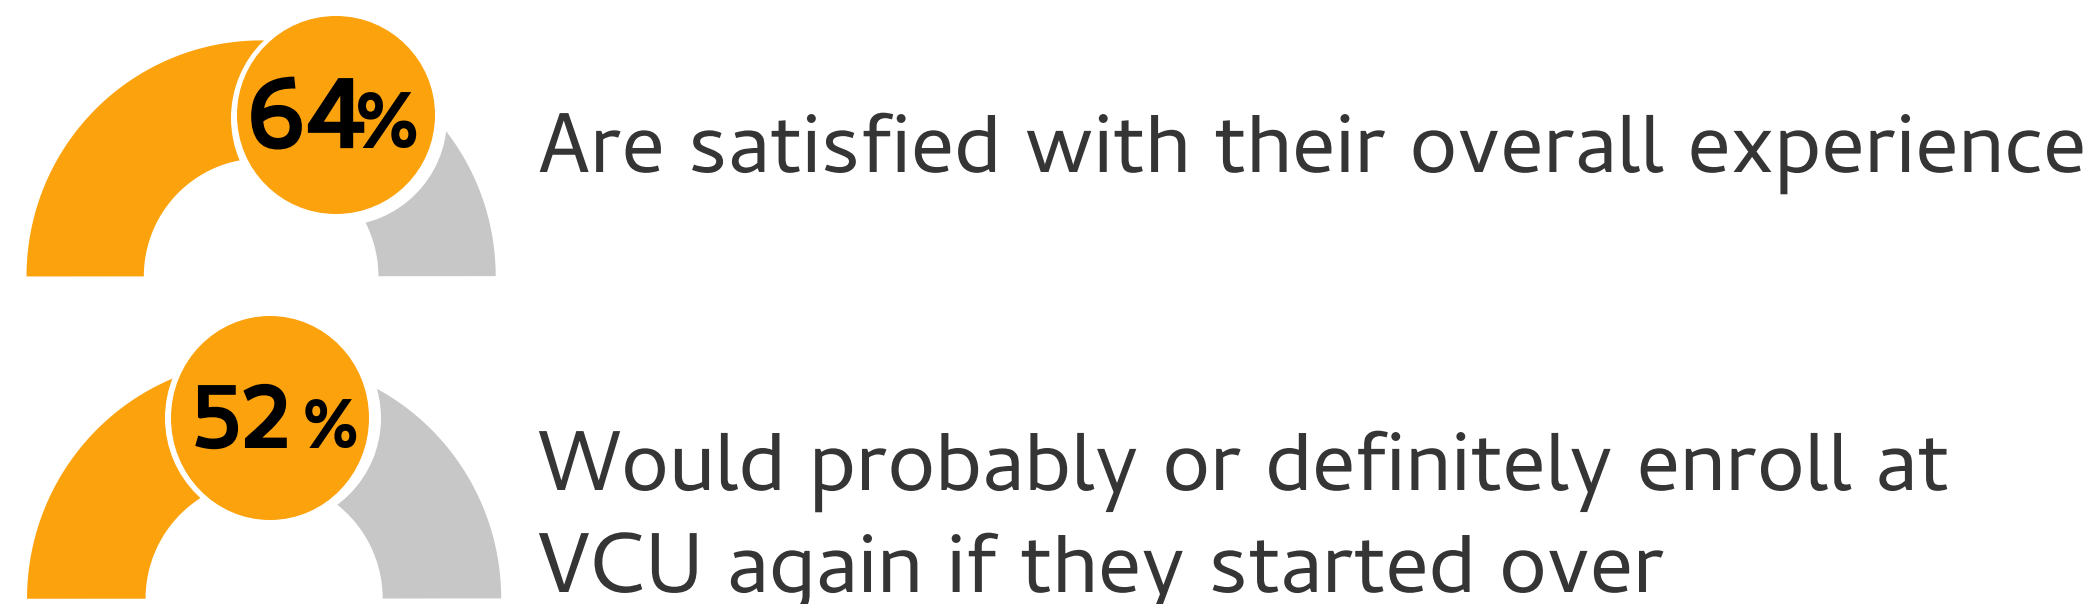 64%
Are satisfied with their overall experience
52 %
Would probably or definitely enroll at
VCU again if they started over